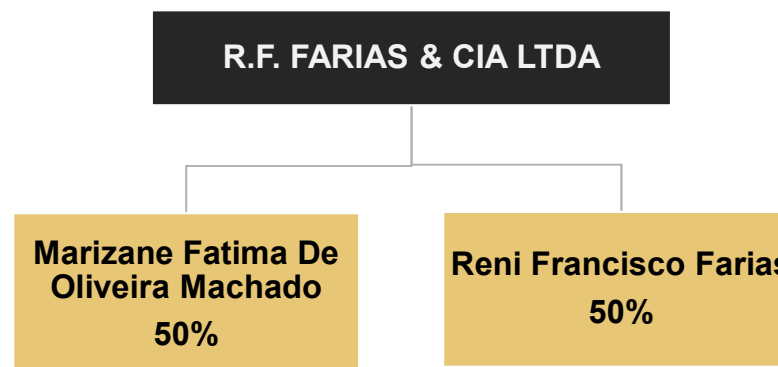 R.F. FARIAS & CIA LTDA
Marizane Fatima De
Oliveira Machado
50%
Reni Francisco Farias
50%